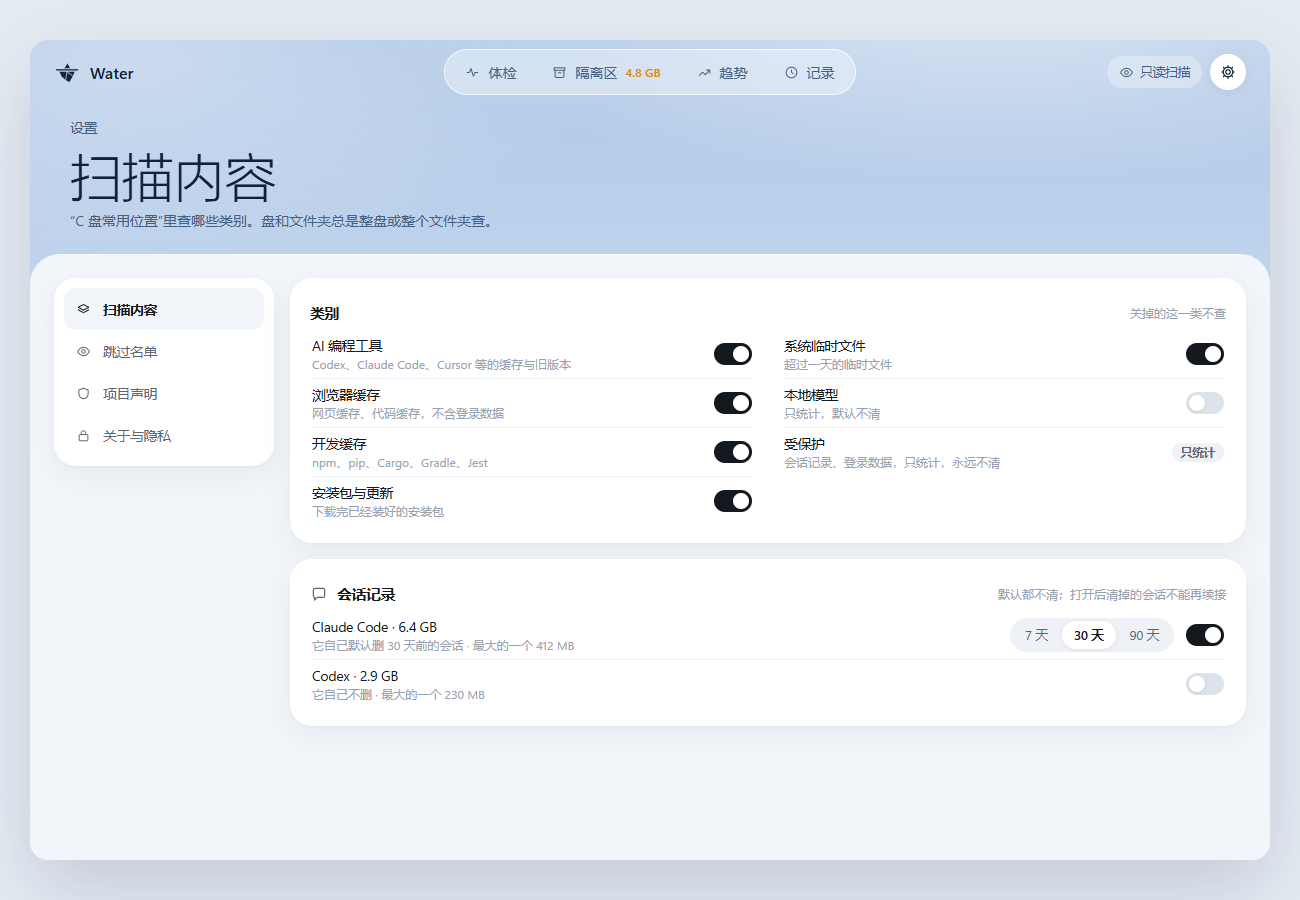 Water
体检
隔离区 4.8 GB
趋势
记录
只读扫描
设置
扫描内容
“C 盘常用位置”里查哪些类别。盘和文件夹总是整盘或整个文件夹查。
扫描内容
跳过名单
项目声明
关于与隐私
类别
关掉的这一类不查
AI 编程工具
Codex、Claude Code、Cursor 等的缓存与旧版本
浏览器缓存
网页缓存、代码缓存，不含登录数据
开发缓存
npm、pip、Cargo、Gradle、Jest
安装包与更新
下载完已经装好的安装包
系统临时文件
超过一天的临时文件
本地模型
只统计，默认不清
受保护
会话记录、登录数据，只统计，永远不清
只统计
会话记录
默认都不清；打开后清掉的会话不能再续接
Claude Code · 6.4 GB
它自己默认删 30 天前的会话 · 最大的一个 412 MB
7 天
30 天
90 天
Codex · 2.9 GB
它自己不删 · 最大的一个 230 MB